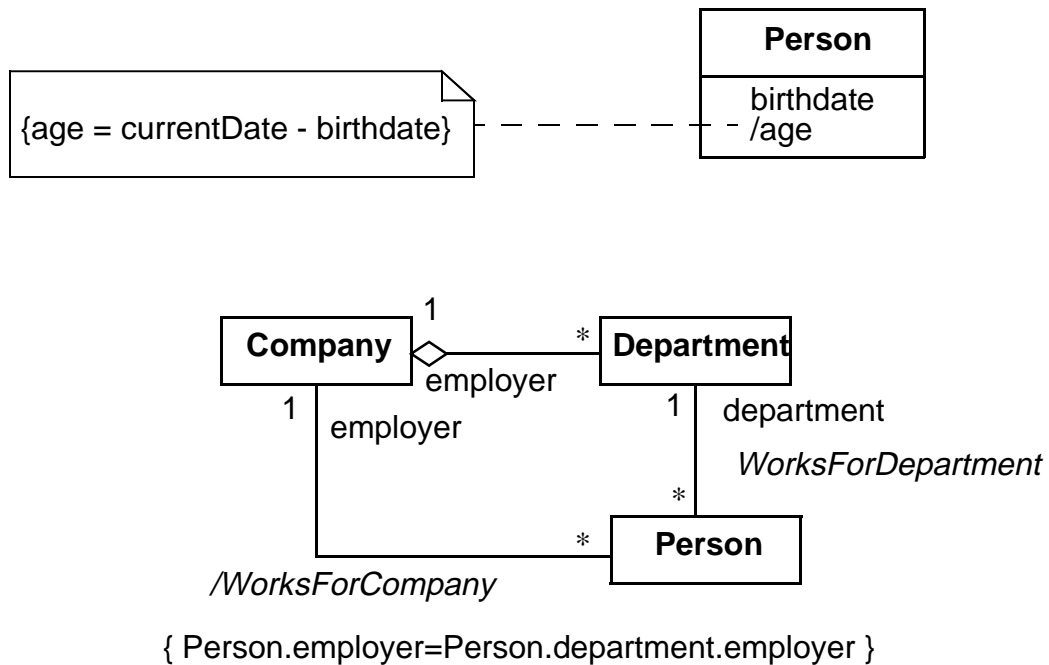 Person
birthdate
/age
{age = currentDate - birthdate}
1
*
Company
Department
employer
1
employer
1
department
WorksForDepartment
*
*
Person
/WorksForCompany
{ Person.employer=Person.department.employer }